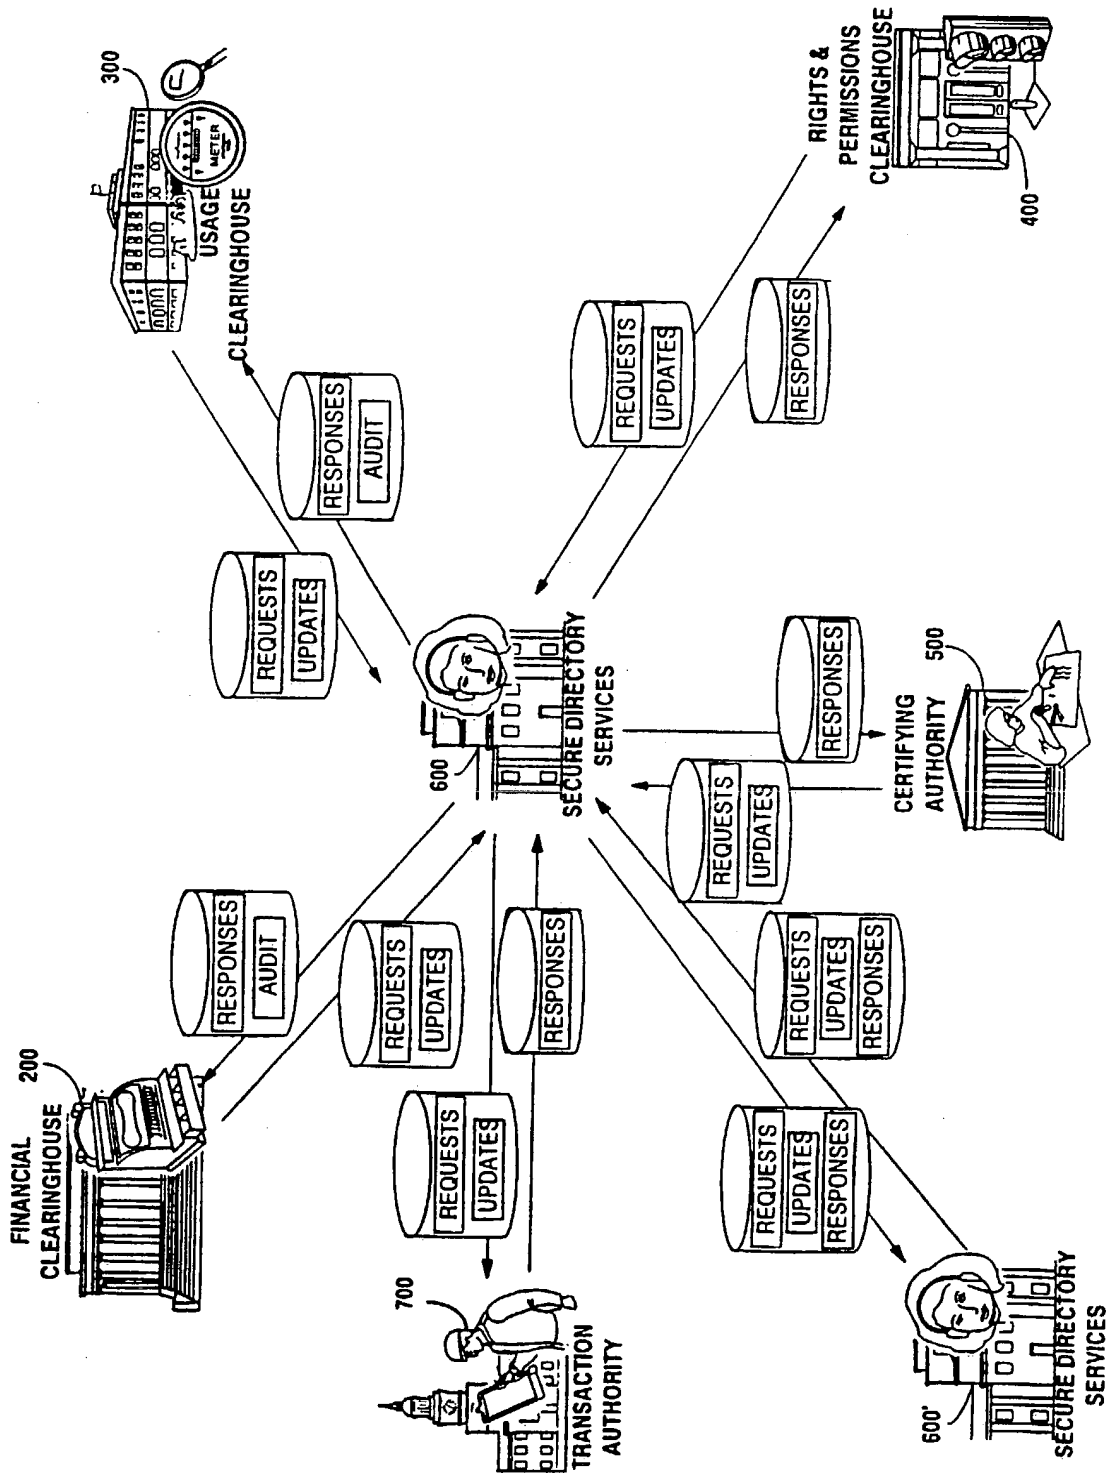 FINANCIAL
CLEARINGHOUSE
200
300
METER
USAGE
CLEARINGHOUSE
RESPONSES
AUDIT
REQUESTS
UPDATES
RESPONSES
AUDIT
REQUESTS
UPDATES
700
REQUESTS
UPDATES
600
RESPONSES
TRANSACTION
AUTHORITY
SECURE DIRECTORY
SERVICES
REQUESTS
UPDATES
REQUESTS
UPDATES
REQUESTS
UPDATES
RESPONSES
REQUESTS
UPDATES
RESPONSES
RESPONSES
RESPONSES
RIGHTS &
PERMISSIONS
CLEARINGHOUSE
CERTIFYING
AUTHORITY
600'
500
400
SECURE DIRECTORY
SERVICES